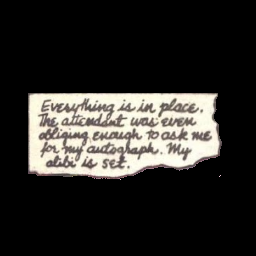 Everything is in place.
The attendant was even
obliging enough to ask me
for my autograph. My
alibi is set.